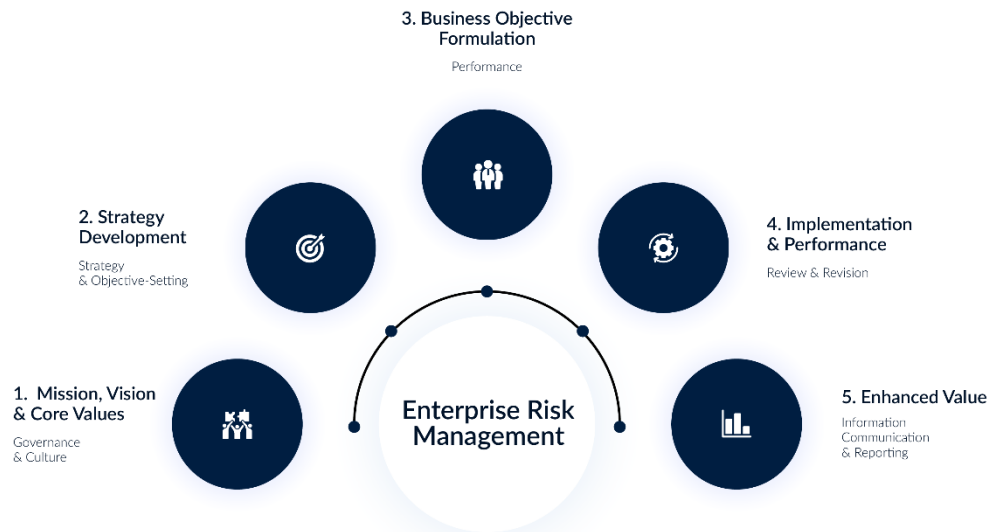 1. Mission, Vision
& Core Values
Governance
& Culture
2. Strategy
Development
Strategy
& Objective-Setting
3. Business Objective
Formulation
Performance
4. Implementation
& Performance
Review & Revision
5. Enhanced Value
Information
Communication
& Reporting
Enterprise Risk
Management